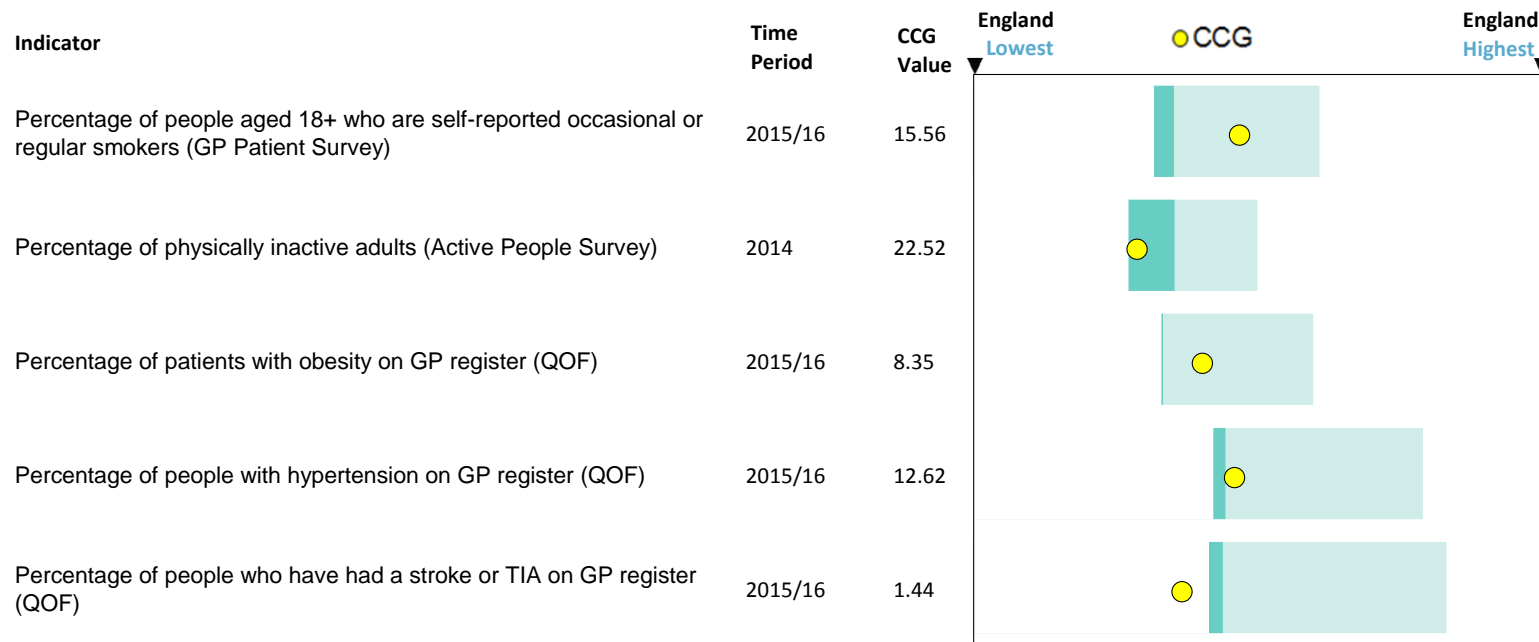 Indicator
Time
Period
CCG
Value
England
Lowest
CCG
England
Highest
Percentage of people aged 18+ who are self-reported occasional or
regular smokers (GP Patient Survey)
2015/16
15.56
Percentage of physically inactive adults (Active People Survey)
2014
22.52
Percentage of patients with obesity on GP register (QOF)
2015/16
8.35
Percentage of people with hypertension on GP register (QOF)
2015/16
12.62
Percentage of people who have had a stroke or TIA on GP register
(QOF)
2015/16
1.44